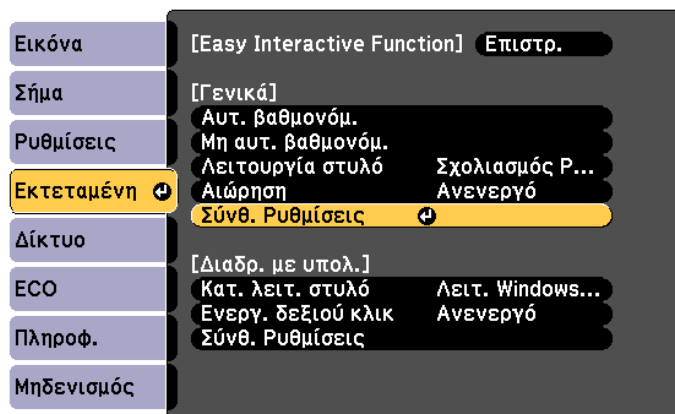 Εικόνα
Σήμα
Ρυθμίσεις
Εκτεταμένη
Δίκτυο
ECO
Πληροφ.
Μηδενισμός
[Easy Interactive Function] Επιστρ.
[Γενικά]
Αυτ. βαθμονόμ.
Μη αυτ. βαθμονόμ.
Λειτουργία στυλό Σχολιασμός P...
Αιώρηση Ανενεργό
Σύνθ. Ρυθμίσεις
[Διαδρ. με υπολ.]
Κατ. λειτ. στυλό Λειτ. Windows...
Ενεργ. δεξιού κλικ Ανενεργό
Σύνθ. Ρυθμίσεις